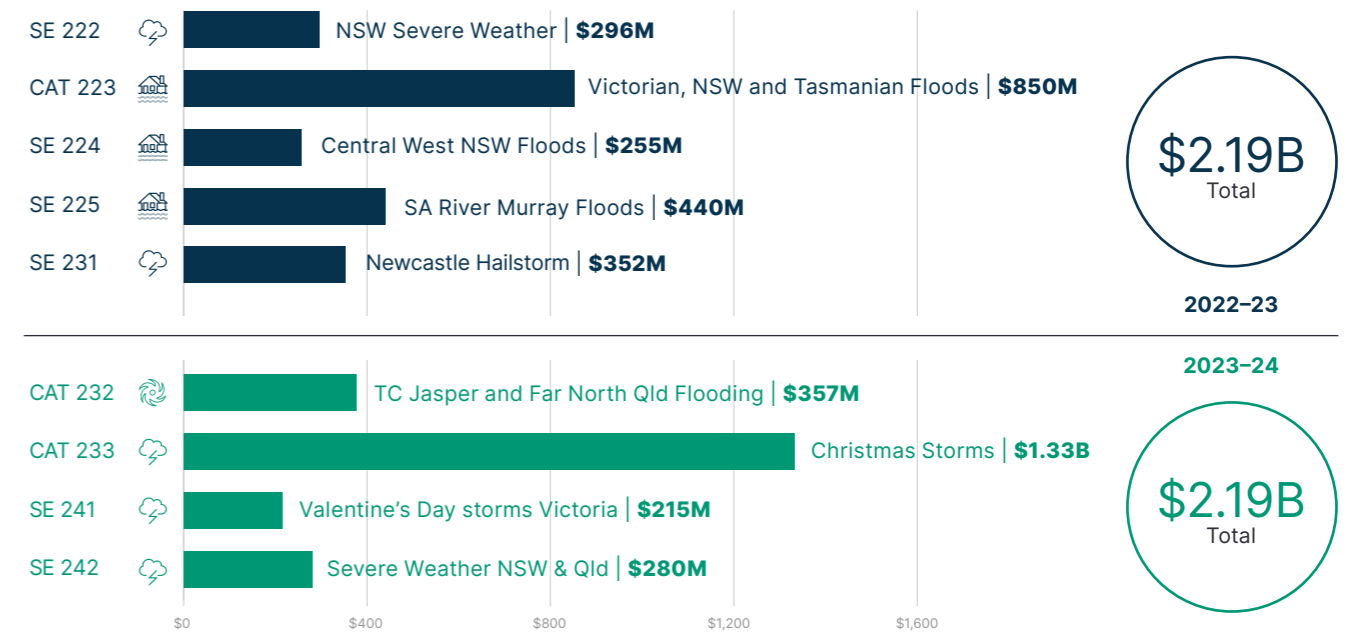 SE 222 NSW Severe Weather | $296M
CAT 223 Victorian, NSW and Tasmanian Floods | $850M
SE 224 Central West NSW Floods | $255M
SE 225 SA River Murray Floods | $440M
SE 231 Newcastle Hailstorm | $352M
$2.19B
Total
2022–23
2023–24
CAT 232 TC Jasper and Far North Qld Flooding | $357M
CAT 233 Christmas Storms | $1.33B
SE 241 Valentine’s Day storms Victoria | $215M
SE 242 Severe Weather NSW & Qld | $280M
$2.19B
Total
$0 $400 $800 $1,200 $1,600